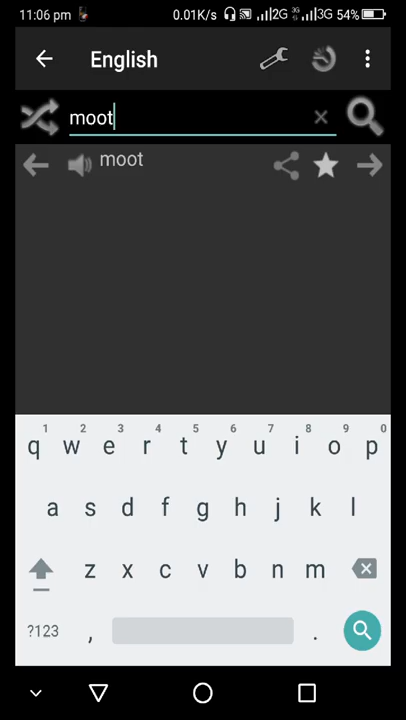 11:06 pm 0.01K/s 2G 3G 3G 54%
English
moot
moot
1 2 3 4 5 6 7 8 9 0
q w e r t y u i o p
a s d f g h j k l
z x c v b n m
?123 , .